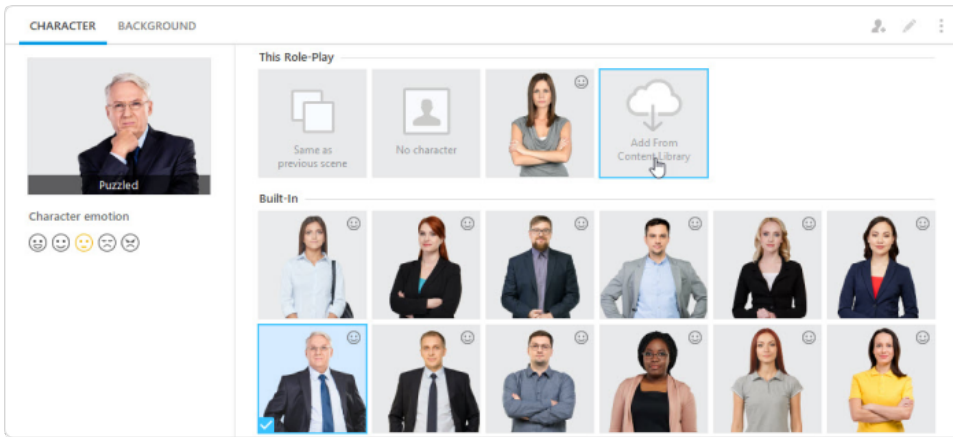 CHARACTER BACKGROUND
This Role-Play
Same as
previous scene
No character
Add From
Content Library
Puzzled
Character emotion
Built-In